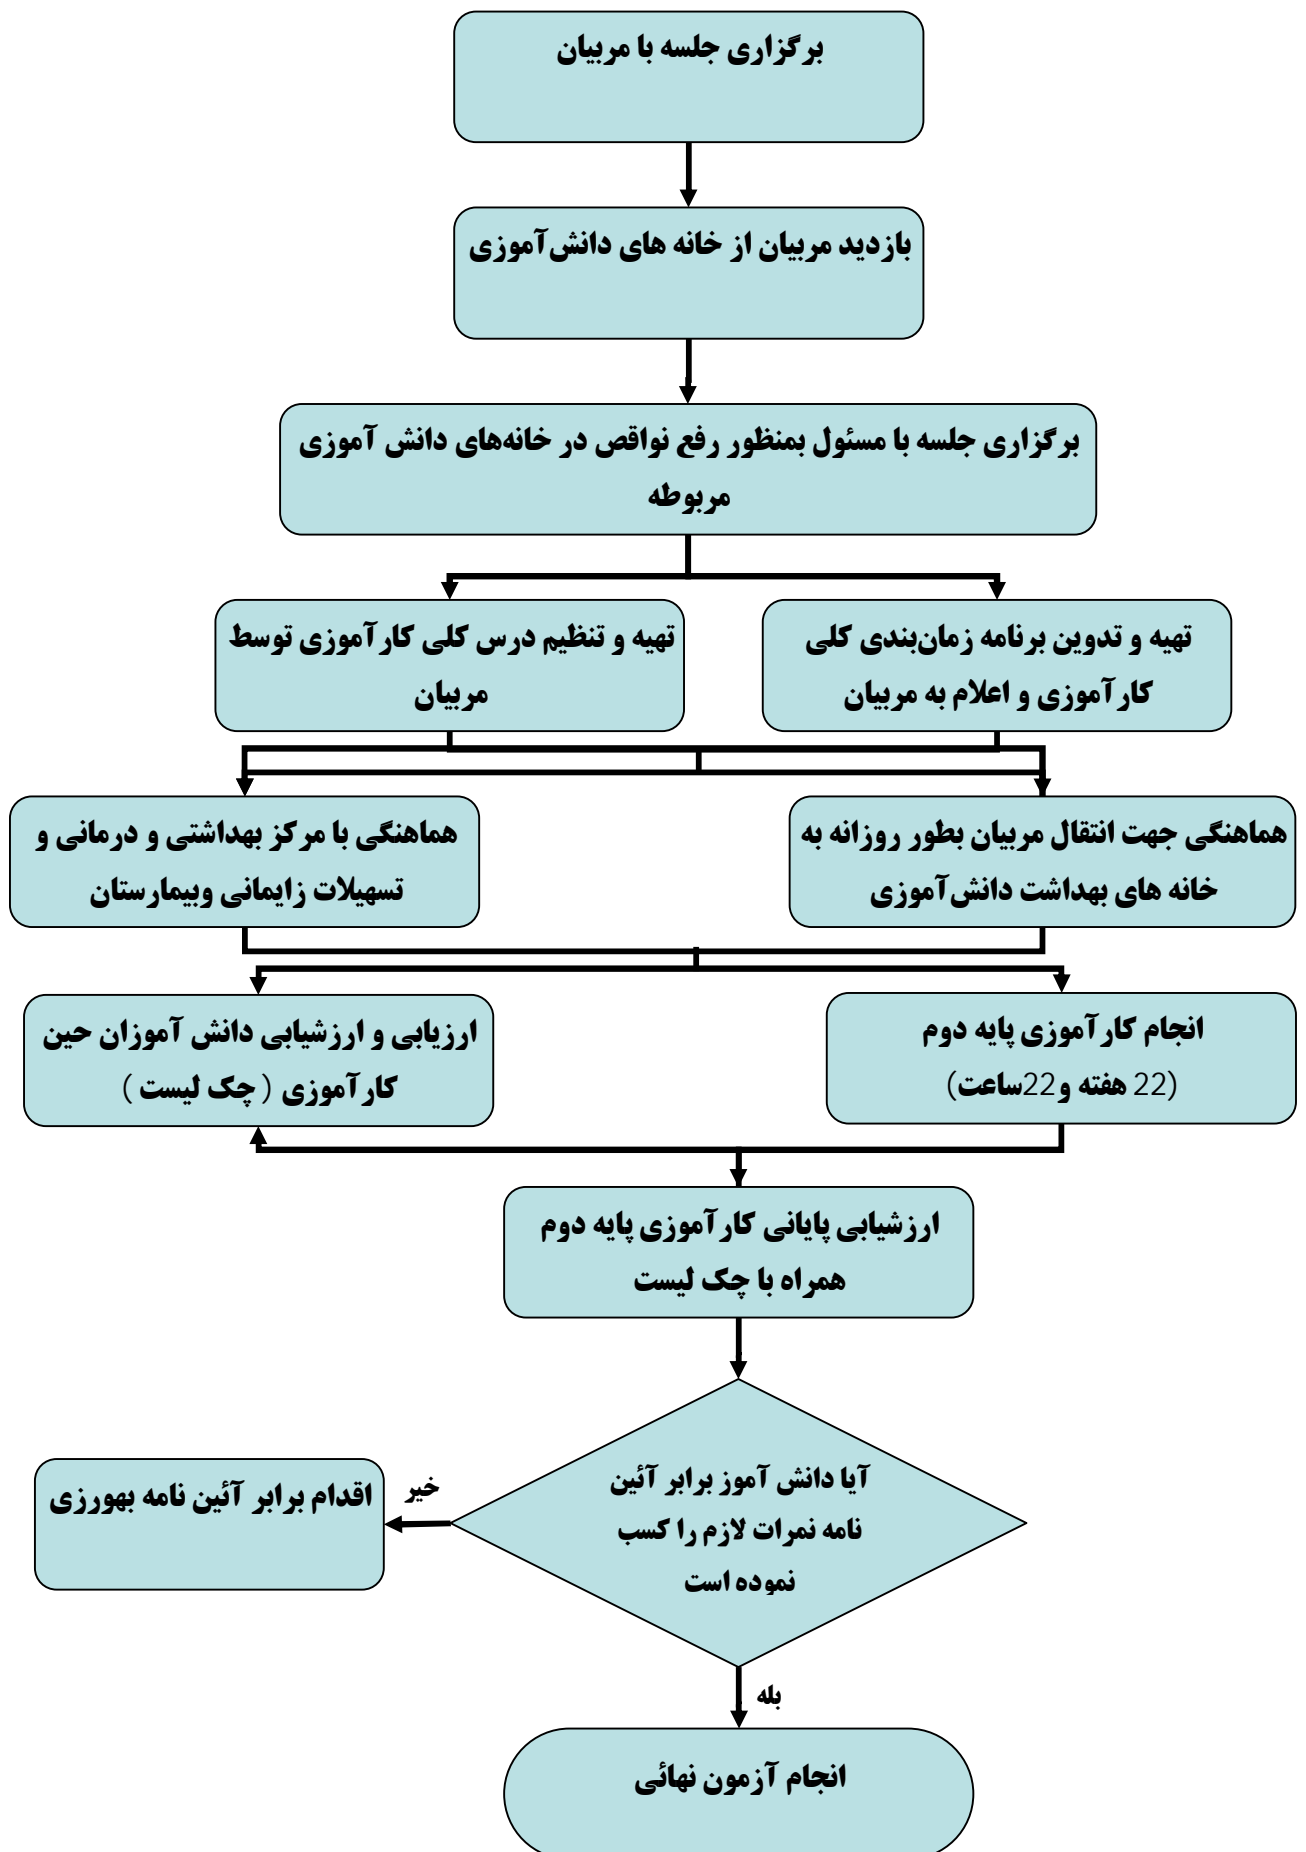 برگزاری جلسه با مربیان
بازدید مربیان از خانه های دانش‌آموزی
برگزاری جلسه با مسئول بمنظور رفع نواقص در خانه‌های دانش آموزی
مربوطه
تهیه و تدوین برنامه زمان‌بندی کلی
کارآموزی و اعلام به مربیان
تهیه و تنظیم درس کلی کارآموزی توسط
مربیان
هماهنگی جهت انتقال مربیان بطور روزانه به
خانه های بهداشت دانش‌آموزی
هماهنگی با مرکز بهداشتی و درمانی و
تسهیلات زایمانی وبیمارستان
انجام کارآموزی پایه دوم
(22 هفته و22ساعت)
ارزیابی و ارزشیابی دانش آموزان حین
کارآموزی ( چک لیست )
ارزشیابی پایانی کارآموزی پایه دوم
همراه با چک لیست
آیا دانش آموز برابر آئین
نامه نمرات لازم را کسب
نموده است
خیر
اقدام برابر آئین نامه بهورزی
بله
انجام آزمون نهائی